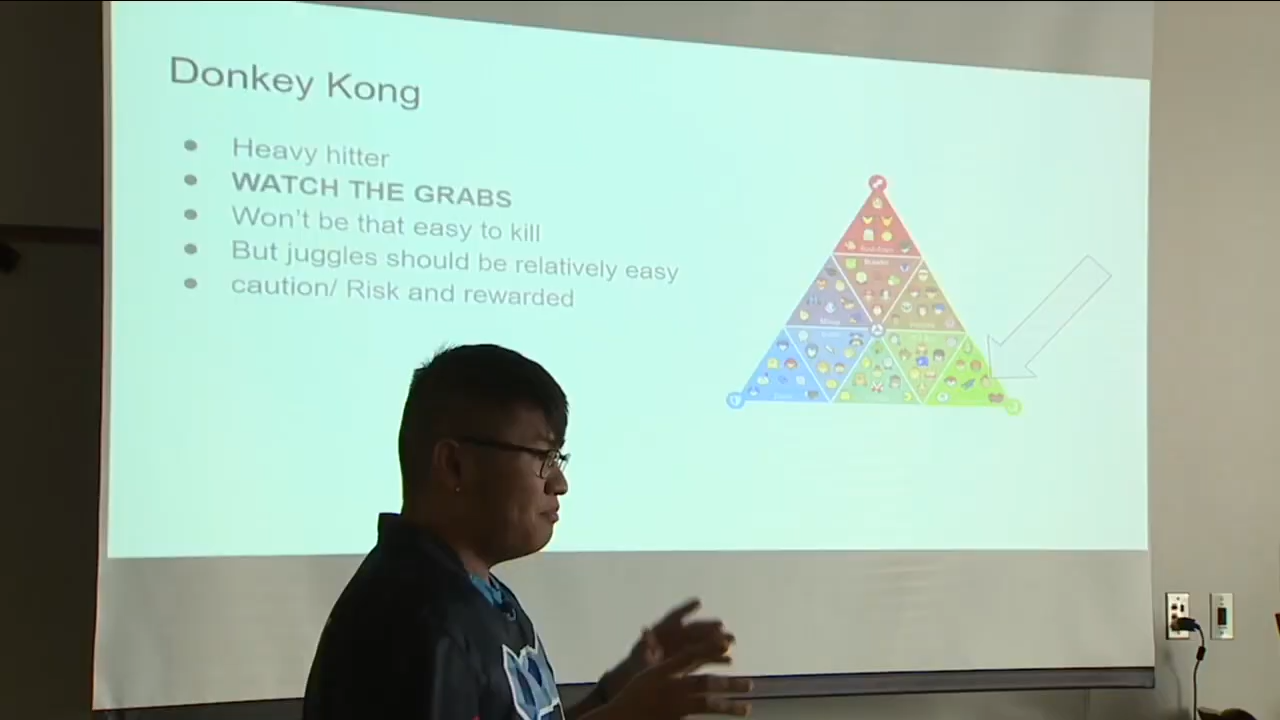 Donkey Kong
Heavy hitter
WATCH THE GRABS
Won't be that easy to kill
But juggles should be relatively easy
caution/ Risk and rewarded